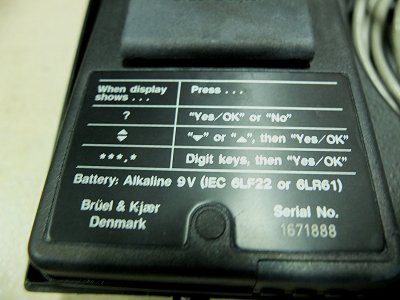 When display shows... Press...
? "Yes/OK" or "No"
"▾" or "▴", then "Yes/OK"
***.* Digit keys, then "Yes/OK"
Battery: Alkaline 9V (IEC 6LF22 or 6LR61)
Brüel & Kjær Serial No.
Denmark 1671888